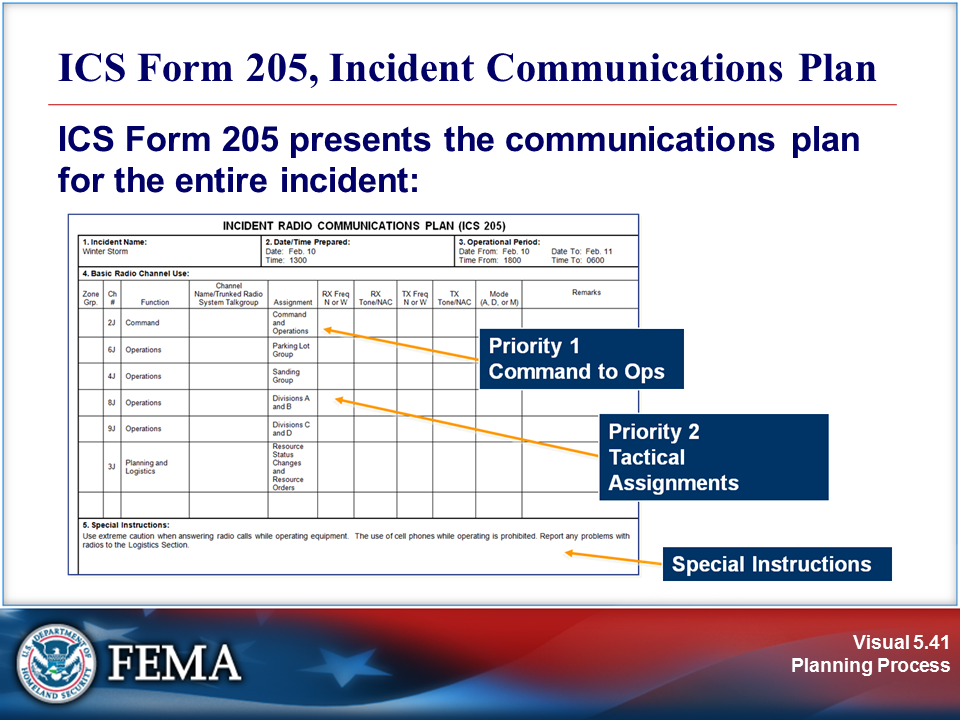 ICS Form 205, Incident Communications Plan
ICS Form 205 presents the communications plan
for the entire incident:
INCIDENT RADIO COMMUNICATIONS PLAN (ICS 205)
1. Incident Name:
Winter Storm
2. Date/Time Prepared:
Date: Feb. 10
Time: 1300
3. Operational Period:
Date From: Feb. 10 Date To: Feb. 11
Time From: 1800 Time To: 0600
4. Basic Radio Channel Use:
Zone
Grp.
Ch
#
Function
Channel
Name/Trunked Radio
System Talkgroup
Assignment
RX Freq
N or W
RX
Tone/NAC
TX Freq
N or W
TX
Tone/NAC
Mode
(A, D, or M)
Remarks
2J Command
Command
and
Operations
6J Operations
Parking Lot
Group
4J Operations
Sanding
Group
8J Operations
Divisions A
and B
9J Operations
Divisions C
and D
3J
Planning and
Logistics
Resource
Status
Changes
and
Resource
Orders
Priority 1
Command to Ops
Priority 2
Tactical
Assignments
5. Special Instructions:
Use extreme caution when answering radio calls while operating equipment. The use of cell phones while operating is prohibited. Report any problems with
radios to the Logistics Section.
Special Instructions
U.S. DEPARTMENT OF
HOMELAND SECURITY
FEMA
Visual 5.41
Planning Process